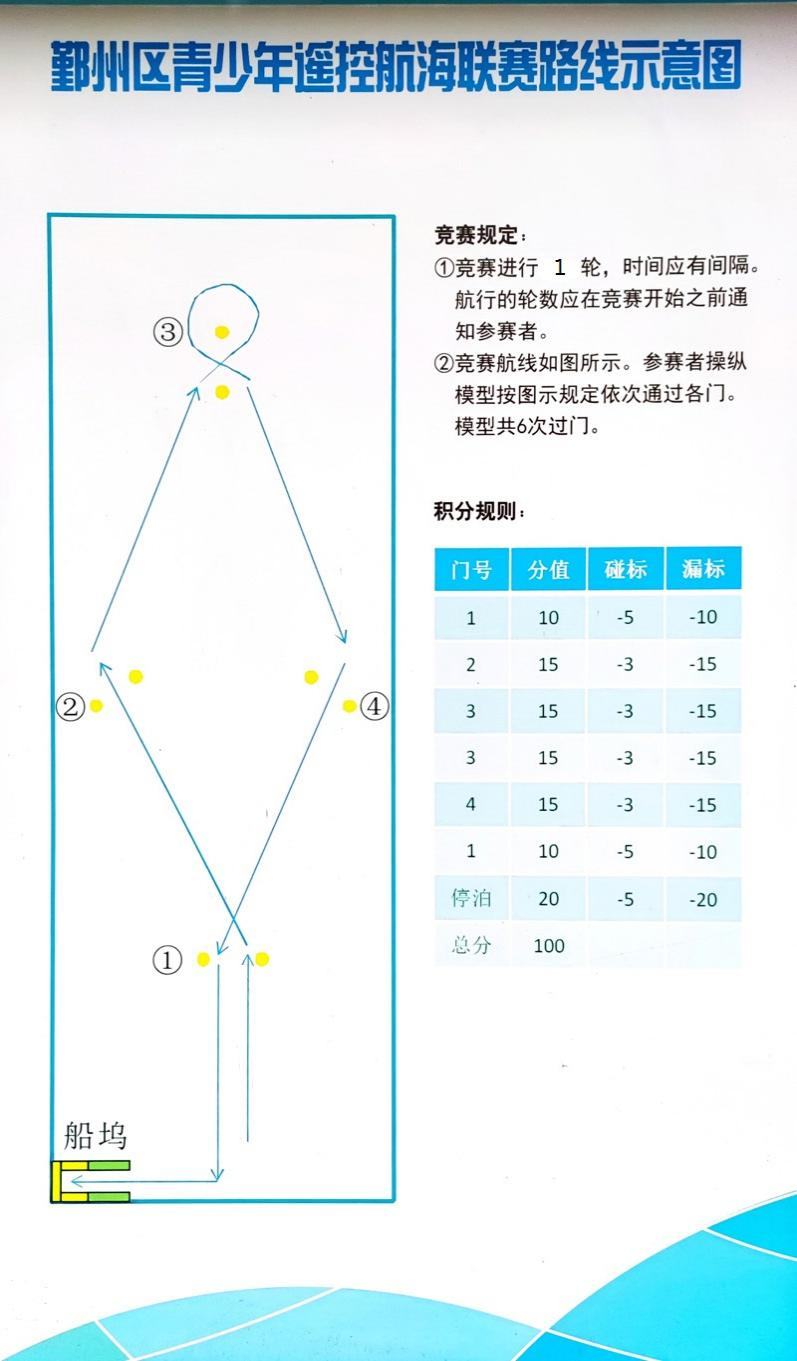 鄞州区青少年遥控航海联赛路线示意图
竞赛规定：
①竞赛进行 1 轮，时间应有间隔。
航行的轮数应在竞赛开始之前通
知参赛者。
②竞赛航线如图所示。参赛者操纵
模型按图示规定依次通过各门。
模型共6次过门。
③
②
④
①
船坞
积分规则：
门号 分值 碰标 漏标
1 10 -5 -10
2 15 -3 -15
3 15 -3 -15
3 15 -3 -15
4 15 -3 -15
1 10 -5 -10
停泊 20 -5 -20
总分 100